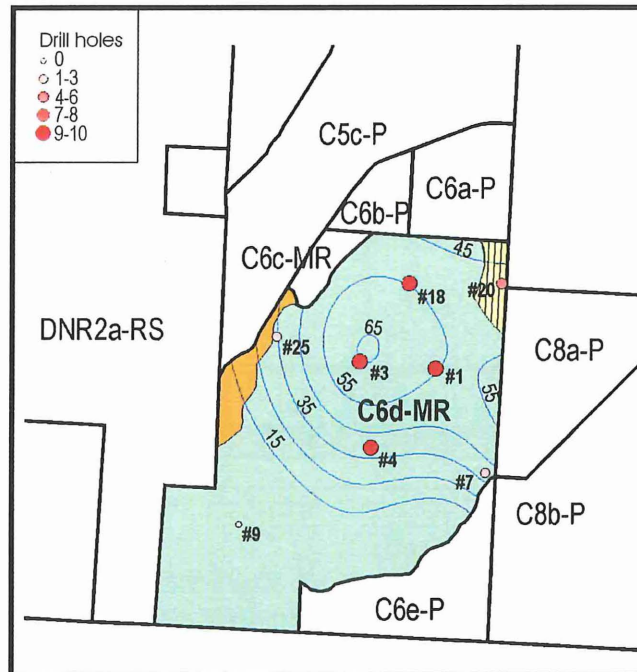 Drill holes
0
1-3
4-6
7-8
9-10
C5c-P
C6a-P
C6b-P
C6c-MR
45
#18
#20
DNR2a-RS
#25
65
#3
#1
C8a-P
55
55
35
C6d-MR
15
#4
#7
#9
C8b-P
C6e-P